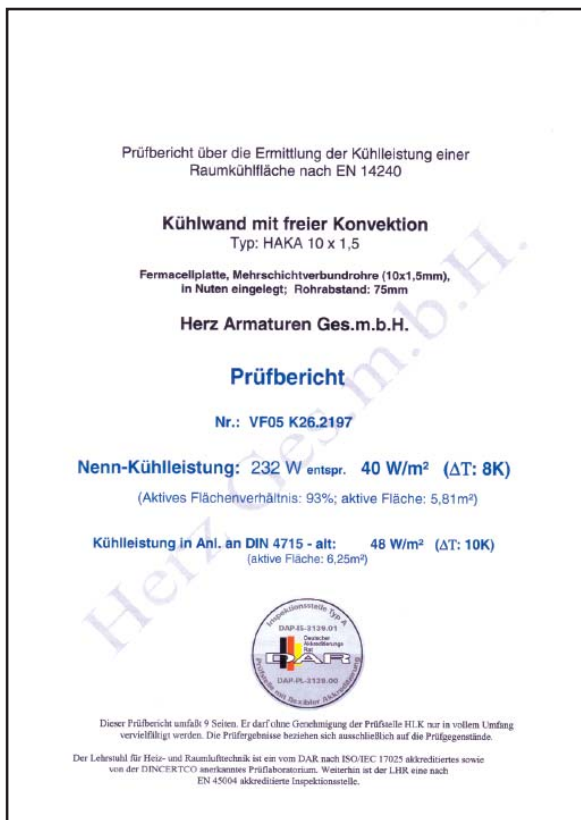 Prüfbericht über die Ermittlung der Kühlleistung einer
Raumkühlfläche nach EN 14240
Kühlwand mit freier Konvektion
Typ: HAKA 10 x 1,5
Fermacellplatte, Mehrschichtverbundrohre (10x1,5mm),
in Nuten eingelegt; Rohrabstand: 75mm
Herz Armaturen Ges.m.b.H.
Prüfbericht
Nr.: VF05 K26.2197
Nenn-Kühlleistung: 232 W entspr. 40 W/m² (ΔT: 8K)
(Aktives Flächenverhältnis: 93%; aktive Fläche: 5,81m²)
Kühlleistung in Anl. an DIN 4715 - alt: 48 W/m² (ΔT: 10K)
(aktive Fläche: 6,25m²)
Herz Ges.m.b.H.
Inspektionsstelle Typ A
DAP-IS-3139.01
Deutscher
Akkreditierungs
Rat
DAR
DAP-PL-3139.00
Prüfstelle mit flexibler Akkreditierung
Dieser Prüfbericht umfaßt 9 Seiten. Er darf ohne Genehmigung der Prüfstelle HLK nur in vollem Umfang
vervielfältigt werden. Die Prüfergebnisse beziehen sich ausschließlich auf die Prüfgegenstände.
Der Lehrstuhl für Heiz- und Raumlufttechnik ist ein vom DAR nach ISO/IEC 17025 akkreditiertes sowie
von der DINCERTCO anerkanntes Prüflaboratorium. Weiterhin ist der LHR eine nach
EN 45004 akkreditierte Inspektionsstelle.